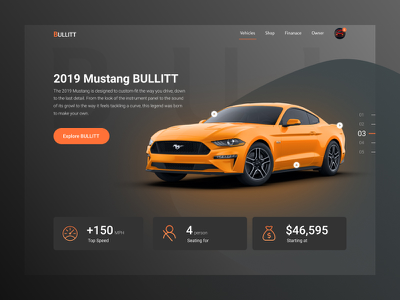 BULLITT
Vehicles Shop Finanace Owner
2019 Mustang BULLITT
The 2019 Mustang is designed to custom fit the way you drive, down
to the last detail. From the look of the instrument panel to the sound
of its growl to the way it feels tackling a curve, this legend was born
to make your own.
Explore BULLITT
01
02
03
04
05
+150 MPH
Top Speed
4 person
Seating for
$46,595
Starting at